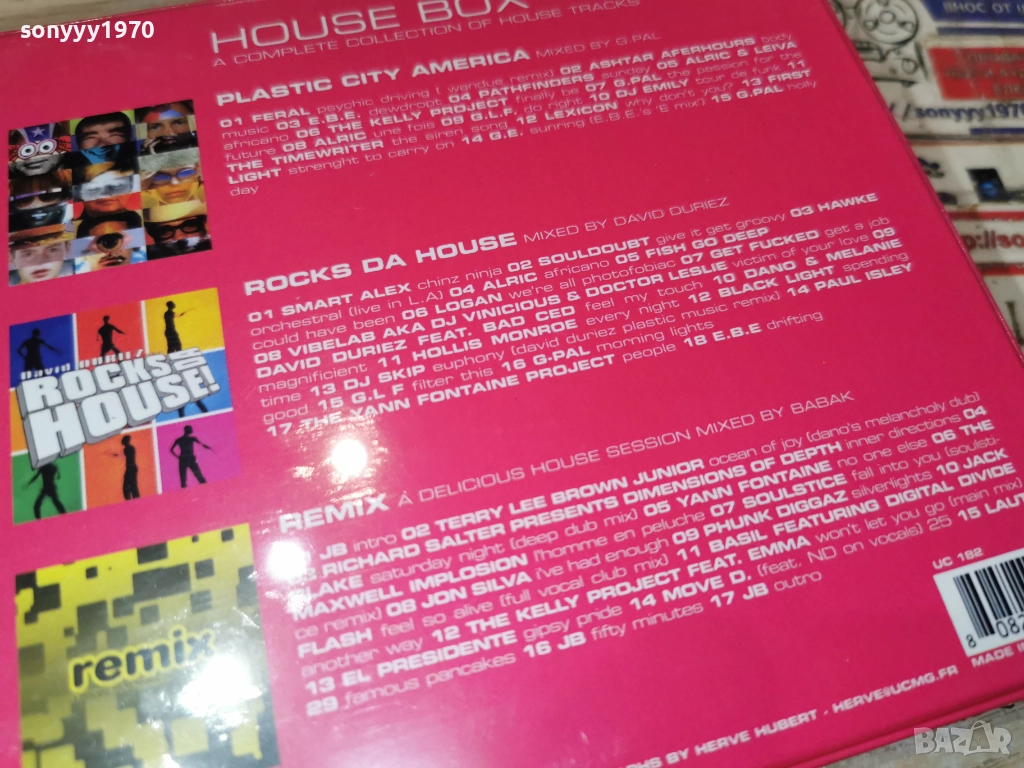 sonyyy1970
HOUSE BOX
A COMPLETE COLLECTION OF HOUSE TRACKS
PLASTIC CITY AMERICA MIXED BY G.PAL
01 FERAL psychic driving ( wandue remix) 02 ASHTAR AFERHOURS body
music 03 E.B.E. dewdroot 04 PATHFINDERS sunday 05 ALRIC & LEIVA
africano 06 THE KELLY PROJECT finally be 07 G.PAL the passion for the
future 08 ALRIC une fois 09 G.L.F. do right 10 DJ EMILY tour de funk 11
THE TIMEWRITER the siren song 12 LEXICON why don't you? 13 FIRST
LIGHT strenght to carry on 14 G.E. sunring (E.B.E.'s E mix) 15 G.PAL holly
day
ROCKS DA HOUSE MIXED BY DAVID DURIEZ
01 SMART ALEX chinz ninja 02 SOULDOUBT give it get groovy 03 HAWKE
orchestral (live in L.A) 04 ALRIC africano 05 FISH GO DEEP
could have been 06 LOGAN we're all photofobiac 07 GET FUCKED get a job
08 VIBELAB AKA DJ VINICIOUS & DOCTOR LESLIE victim of your love 09
DAVID DURIEZ FEAT. BAD CED feel my touch 10 DANO & MELANIE
magnificient 11 HOLLIS MONROE every night 12 BLACK LIGHT spending
time 13 DJ SKIP euphony (david duriez plastic music remix) 14 PAUL ISLEY
good 15 G.L.F filter this 16 G-PAL morning lights
17 THE YANN FONTAINE PROJECT people 18 E.B.E drifting
David
ROCKS DA
HOUSE!
REMIX A DELICIOUS HOUSE SESSION MIXED BY BABAK
JB intro 02 TERRY LEE BROWN JUNIOR ocean of joy (dano's melancholy dub)
RICHARD SALTER PRESENTS DIMENSIONS OF DEPTH inner directions 04
LAKE saturday night (deep dub mix) 05 YANN FONTAINE no one else 06 THE
MAXWELL IMPLOSION l'homme en peluche 07 SOULSTICE fall into you (soulsti-
ce remix) 08 JON SILVA i've had enough 09 PHUNK DIGGAZ silverlights 10 JACK
FLASH feel so alive (full vocal club mix) 11 BASIL FEATURING DIGITAL DIVIDE
another way 12 THE KELLY PROJECT FEAT. EMMA won't let you go (main mix)
13 EL PRESIDENTE gipsy pride 14 MOVE D. (feat. ND on vocals) 25 15 LAUT
29 famous pancakes 16 JB fifty minutes 17 JB outro
remix
UC 182
8 082
MADE IN
BY HERVE HUBERT - HERVE@UCMG.FR
sonyyy1970
BAZAR